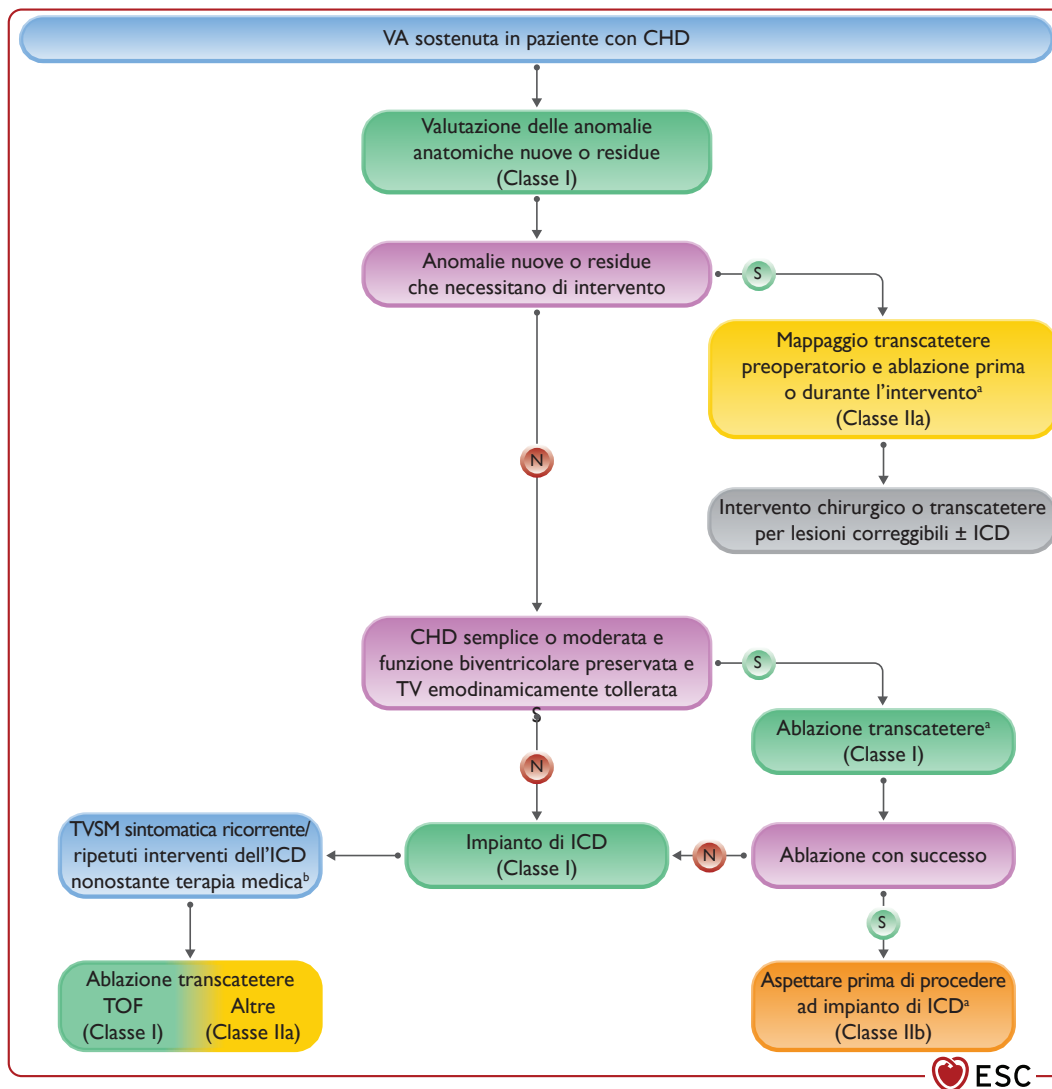 VA sostenuta in paziente con CHD
Valutazione delle anomalie
anatomiche nuove o residue
(Classe I)
Anomalie nuove o residue
che necessitano di intervento
S
Mappaggio transcatetere
preoperatorio e ablazione prima
o durante l'interventoᵃ
(Classe IIa)
N
Intervento chirurgico o transcatetere
per lesioni correggibili ± ICD
CHD semplice o moderata e
funzione biventricolare preservata e
TV emodinamicamente tollerata
S
S
Ablazione transcatetereᵃ
(Classe I)
N
TVSM sintomatica ricorrente/
ripetuti interventi dell'ICD
nonostante terapia medicaᵇ
Impianto di ICD
(Classe I)
N
Ablazione con successo
S
Ablazione transcatetere
TOF Altre
(Classe I) (Classe IIa)
Aspettare prima di procedere
ad impianto di ICDᵃ
(Classe IIb)
ESC